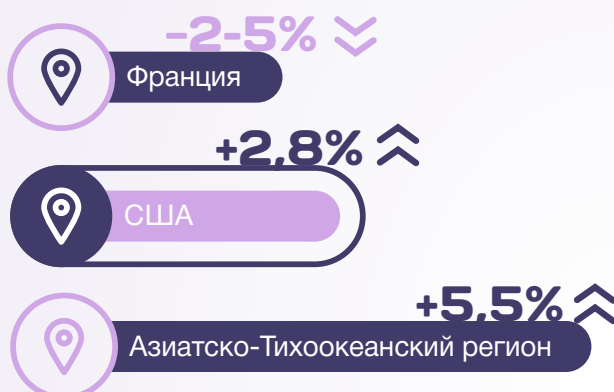 -2-5%
Франция
+2,8%
США
+5,5%
Азиатско-Тихоокеанский регион